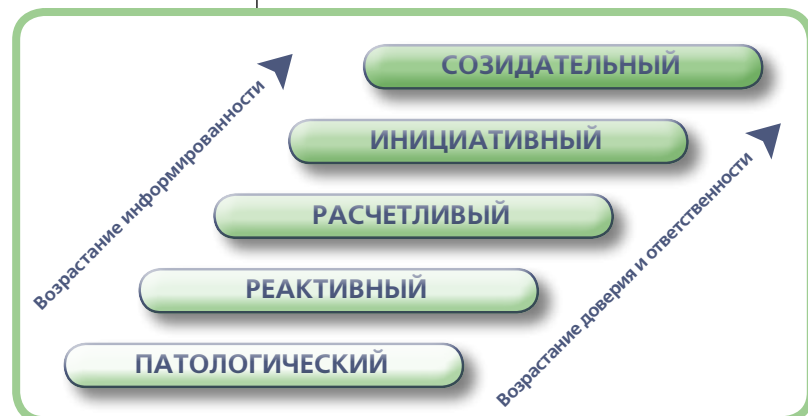 СОЗИДАТЕЛЬНЫЙ
ИНИЦИАТИВНЫЙ
РАСЧЕТЛИВЫЙ
РЕАКТИВНЫЙ
ПАТОЛОГИЧЕСКИЙ
Возрастание информированности
Возрастание доверия и ответственности